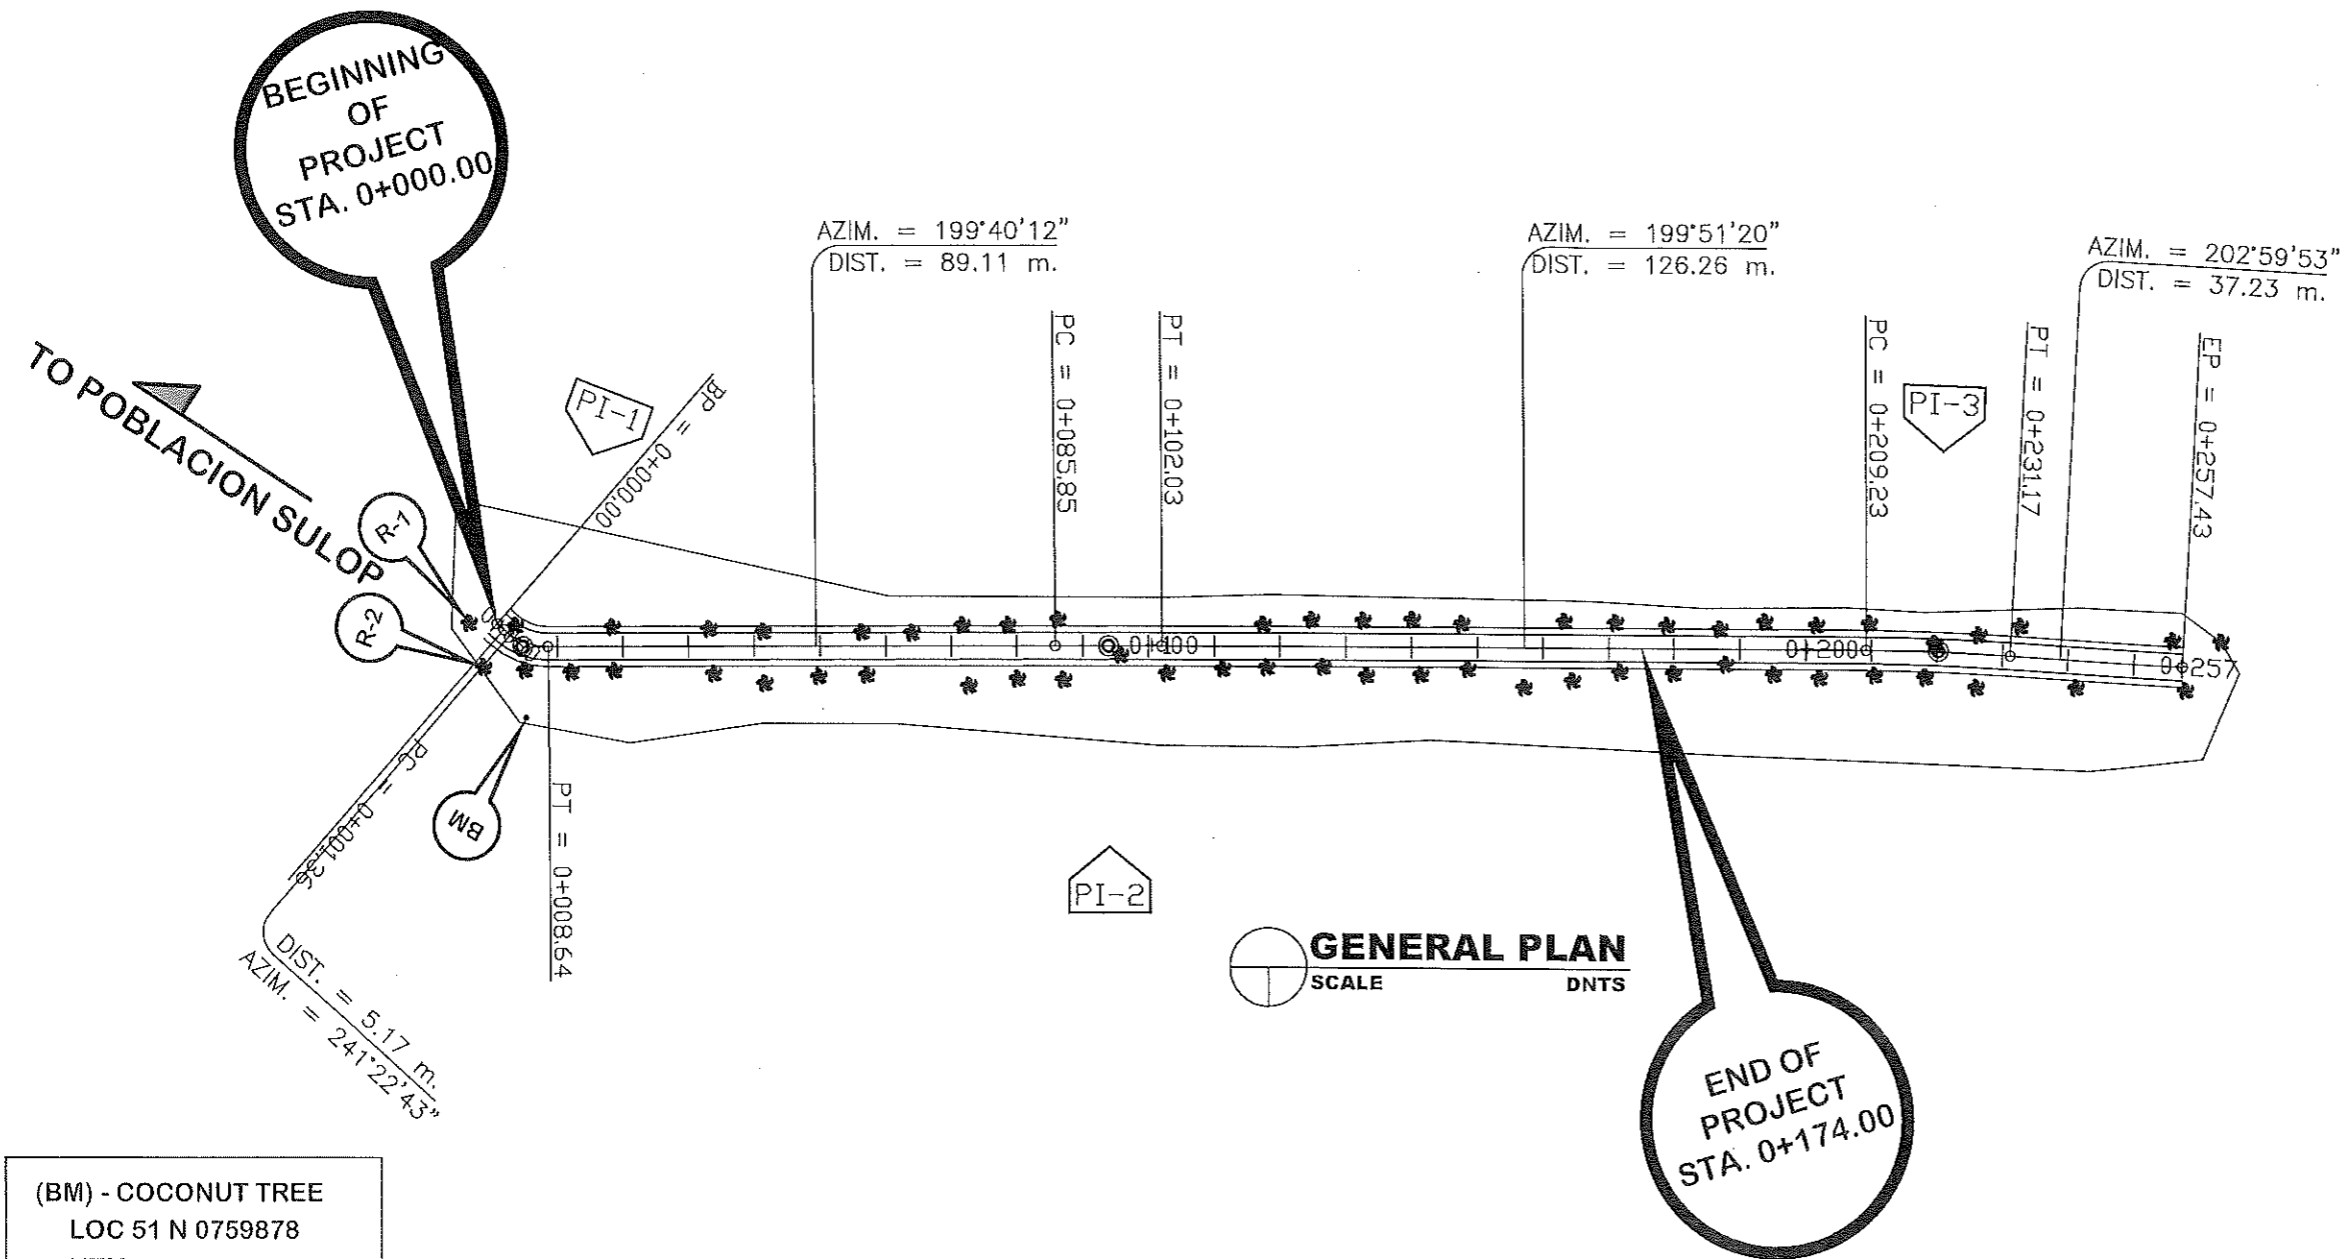 BEGINNING
OF
PROJECT
STA. 0+000.00
AZIM. = 199°40'12"
DIST. = 89.11 m.
AZIM. = 199°51'20"
DIST. = 126.26 m.
AZIM. = 202°59'53"
DIST. = 37.23 m.
TO POBLACION SULOP
PI-1
BP = 0+000.00
PC = 0+085.85
PT = 0+102.03
PC = 0+209.23
PI-3
PT = 0+231.17
EP = 0+257.43
R-1
R-2
0+100
0+200
0+257
BM
PC = 0+001.36
PT = 0+008.64
DIST. = 5.17 m.
AZIM. = 241°22'43"
PI-2
GENERAL PLAN
SCALE DNTS
END OF
PROJECT
STA. 0+174.00
(BM) - COCONUT TREE
LOC 51 N 0759878